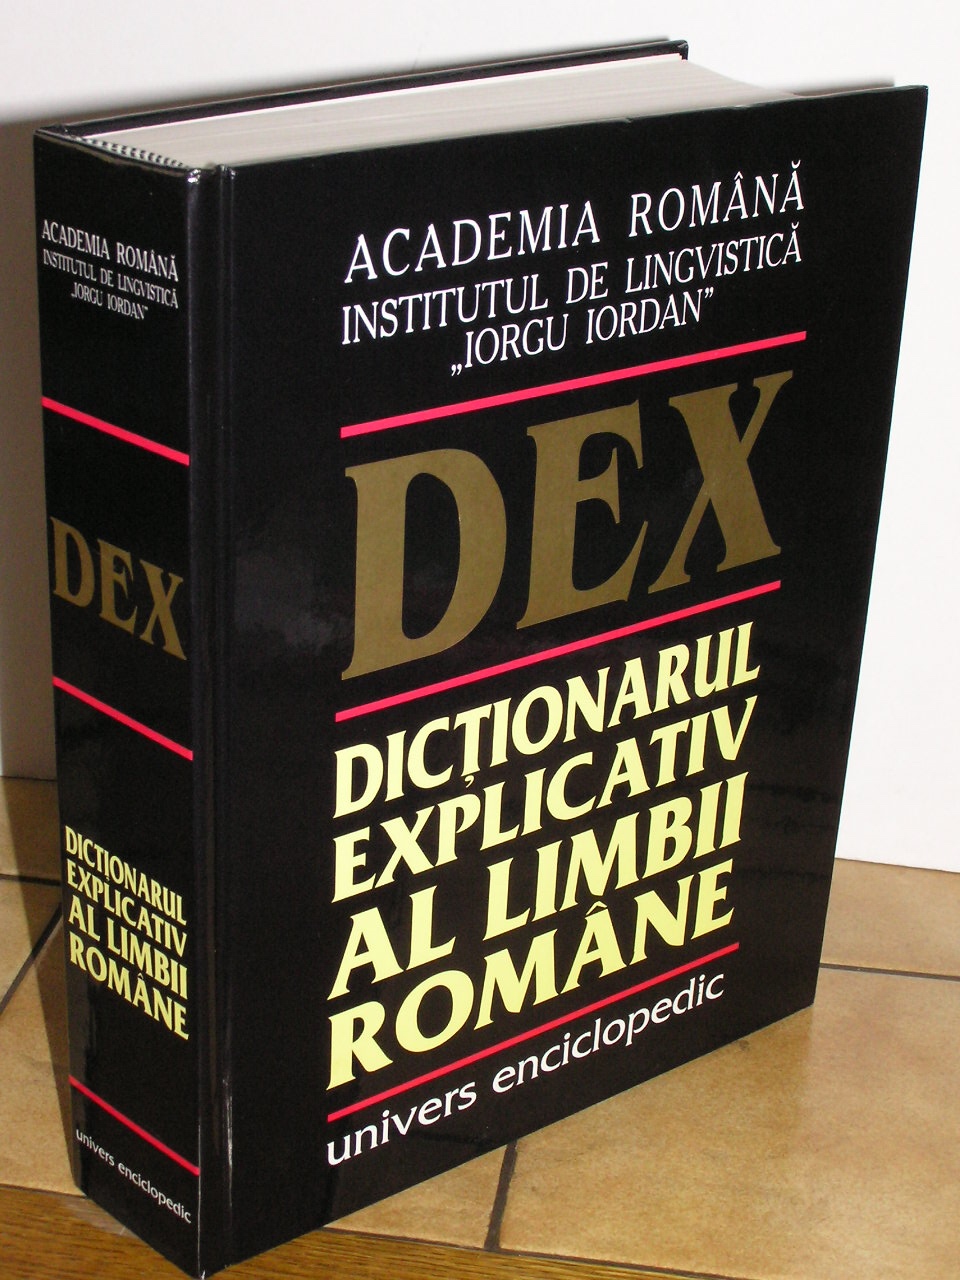 ACADEMIA ROMÂNĂ
INSTITUTUL DE LINGVISTICĂ
„IORGU IORDAN”
DEX
DICȚIONARUL
EXPLICATIV
AL LIMBII
ROMÂNE
univers enciclopedic
ACADEMIA ROMÂNĂ
INSTITUTUL DE LINGVISTICĂ
„IORGU IORDAN”
DEX
DICȚIONARUL
EXPLICATIV
AL LIMBII
ROMÂNE
univers enciclopedic